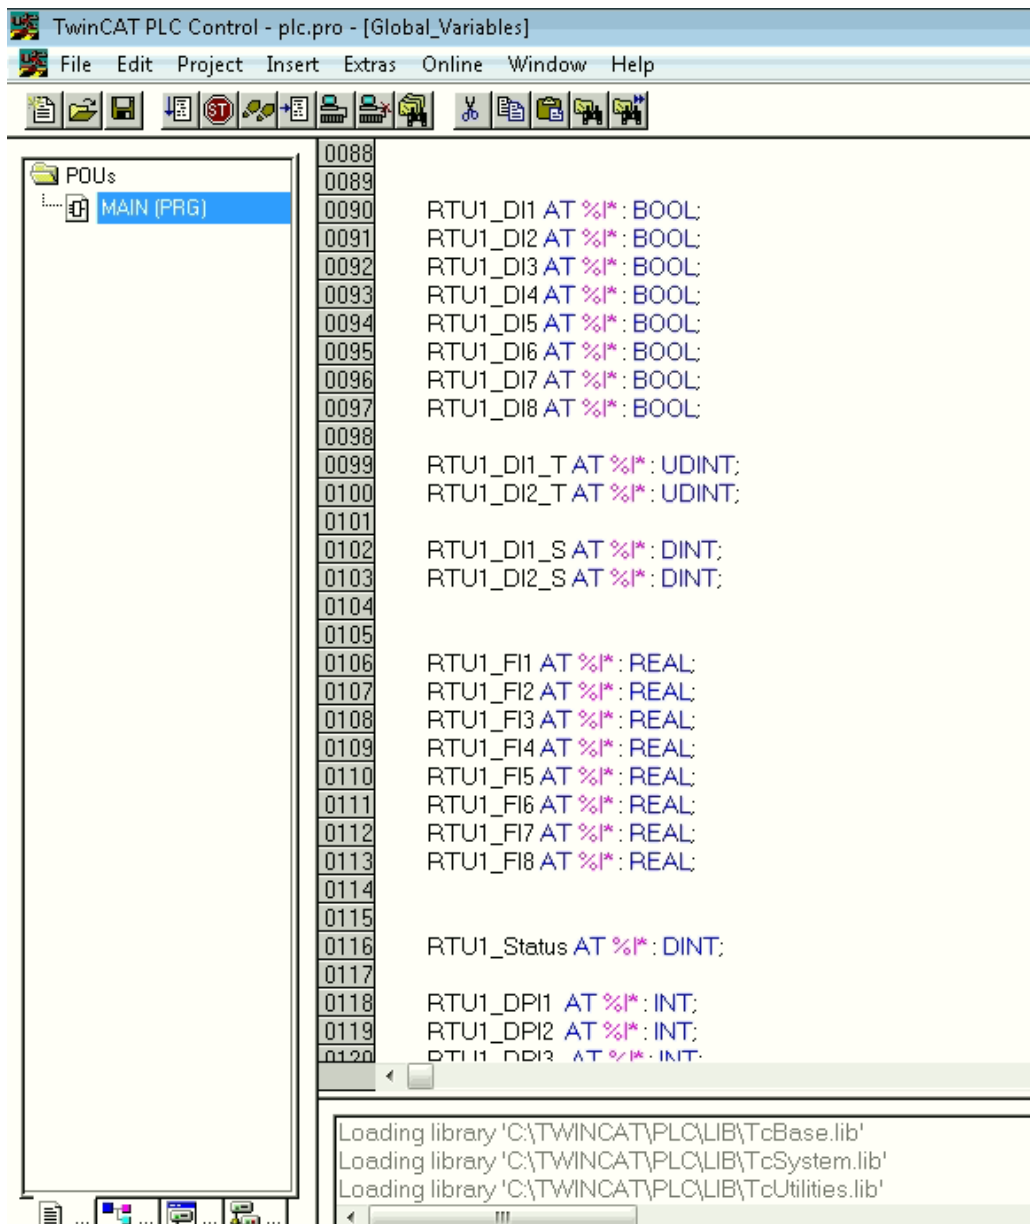 TwinCAT PLC Control - plc.pro - [Global_Variables]
File Edit Project Insert Extras Online Window Help
STOP
POUs
MAIN (PRG)
0088
0089
0090 RTU1_DI1 AT %I* : BOOL;
0091 RTU1_DI2 AT %I* : BOOL;
0092 RTU1_DI3 AT %I* : BOOL;
0093 RTU1_DI4 AT %I* : BOOL;
0094 RTU1_DI5 AT %I* : BOOL;
0095 RTU1_DI6 AT %I* : BOOL;
0096 RTU1_DI7 AT %I* : BOOL;
0097 RTU1_DI8 AT %I* : BOOL;
0098
0099 RTU1_DI1_T AT %I* : UDINT;
0100 RTU1_DI2_T AT %I* : UDINT;
0101
0102 RTU1_DI1_S AT %I* : DINT;
0103 RTU1_DI2_S AT %I* : DINT;
0104
0105
0106 RTU1_FI1 AT %I* : REAL;
0107 RTU1_FI2 AT %I* : REAL;
0108 RTU1_FI3 AT %I* : REAL;
0109 RTU1_FI4 AT %I* : REAL;
0110 RTU1_FI5 AT %I* : REAL;
0111 RTU1_FI6 AT %I* : REAL;
0112 RTU1_FI7 AT %I* : REAL;
0113 RTU1_FI8 AT %I* : REAL;
0114
0115
0116 RTU1_Status AT %I* : DINT;
0117
0118 RTU1_DPI1 AT %I* : INT;
0119 RTU1_DPI2 AT %I* : INT;
0120 RTU1_DPI3 AT %I* : INT;
Loading library 'C:\TWINCAT\PLC\LIB\TcBase.lib'
Loading library 'C:\TWINCAT\PLC\LIB\TcSystem.lib'
Loading library 'C:\TWINCAT\PLC\LIB\TcUtilities.lib'
... ... ... ...